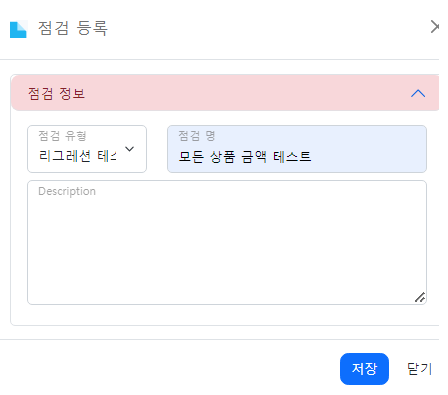 점검 등록
점검 정보
점검 유형
리그레션 테
점검 명
모든 상품 금액 테스트
Description
저장
닫기